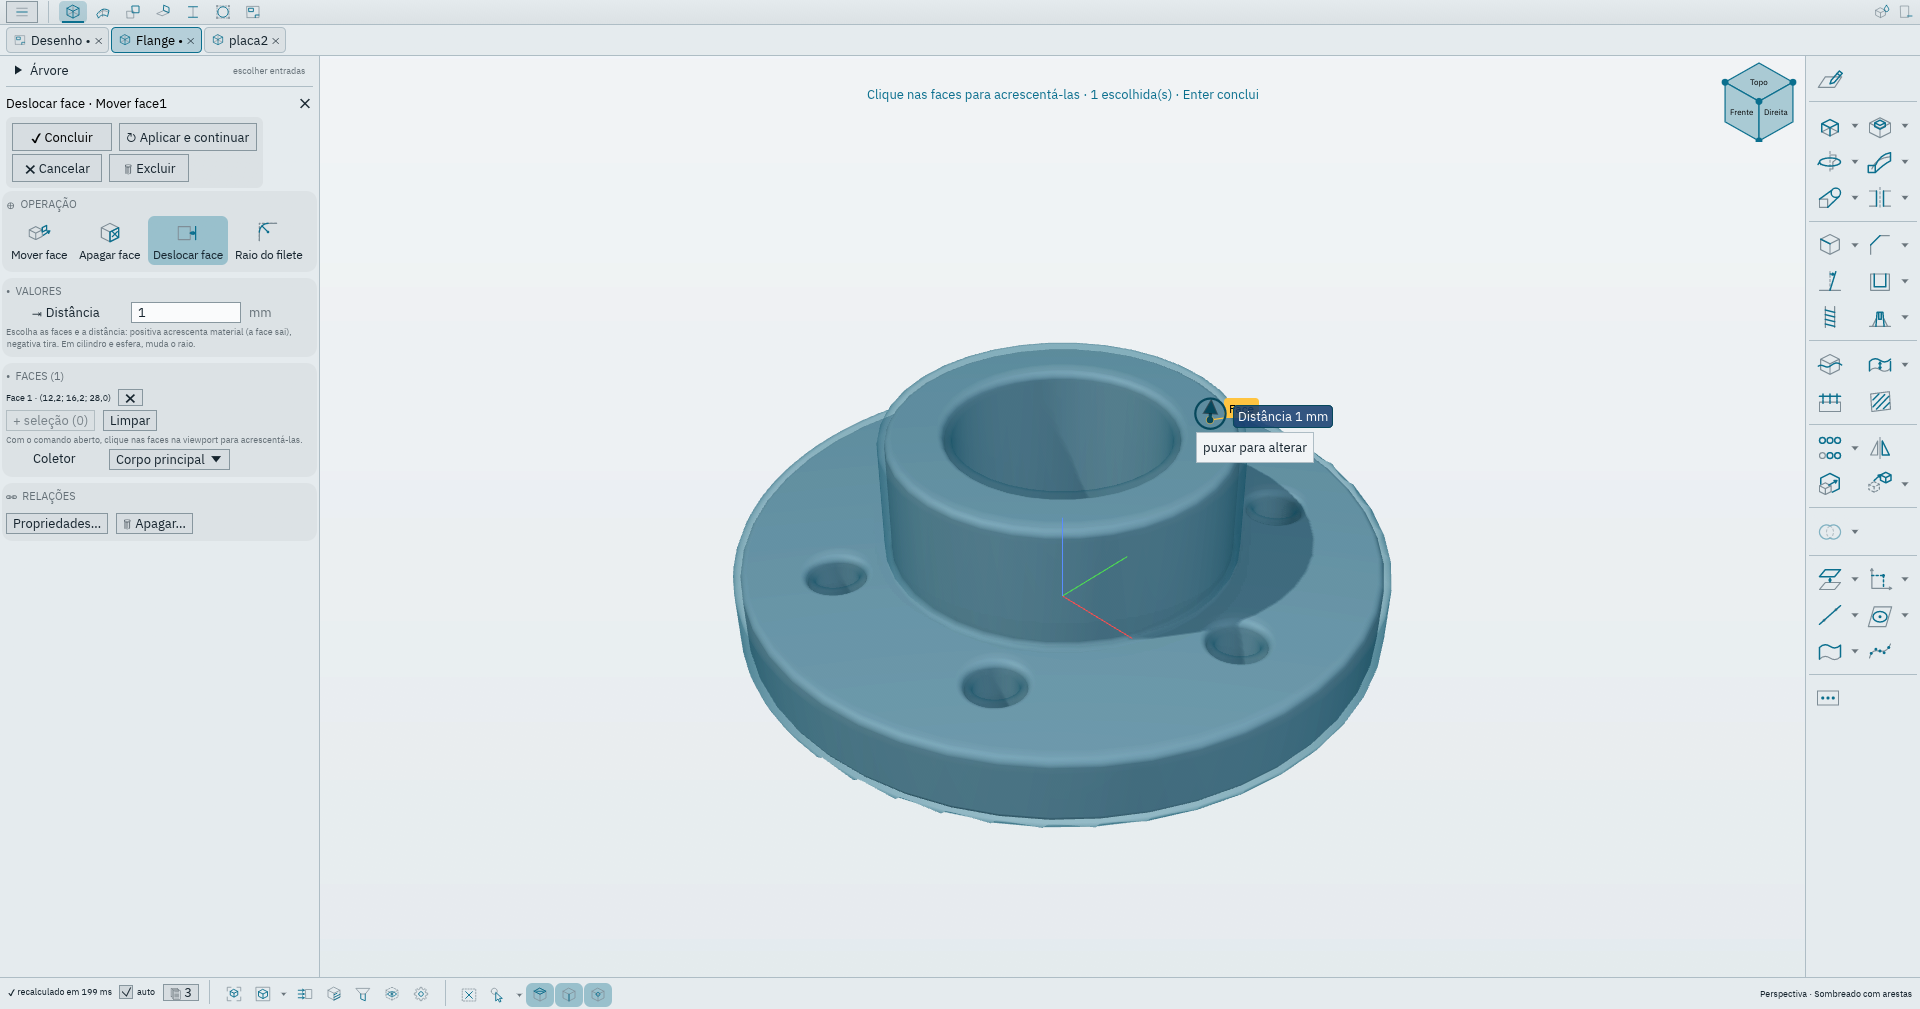 Desenho •
Flange •
placa2
Árvore
escolher entradas
Deslocar face · Mover face1
Concluir
Aplicar e continuar
Cancelar
Excluir
OPERAÇÃO
Mover face
Apagar face
Deslocar face
Raio do filete
VALORES
Distância
1
mm
Escolha as faces e a distância: positiva acrescenta material (a face sai),
negativa tira. Em cilindro e esfera, muda o raio.
FACES (1)
Face 1 · (12,2; 16,2; 28,0)
+ seleção (0)
Limpar
Com o comando aberto, clique nas faces na viewport para acrescentá-las.
Coletor
Corpo principal
RELAÇÕES
Propriedades...
Apagar...
Clique nas faces para acrescentá-las · 1 escolhida(s) · Enter conclui
Topo
Frente
Direita
Distância 1 mm
puxar para alterar
recalculado em 199 ms
auto
3
Perspectiva · Sombreado com arestas